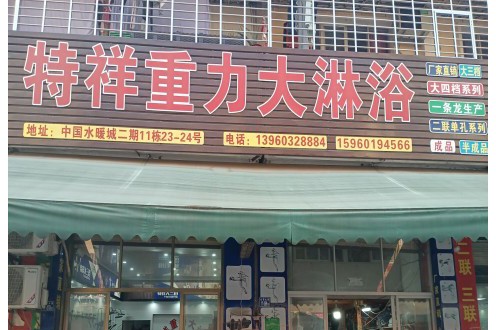 特祥重力大淋浴
厂家直销 大三档
大四档系列
一条龙生产
二联单孔系列
成品 半成品
地址：中国水暖城二期11栋23-24号
电话：13960328884 15960194566
三联
二联